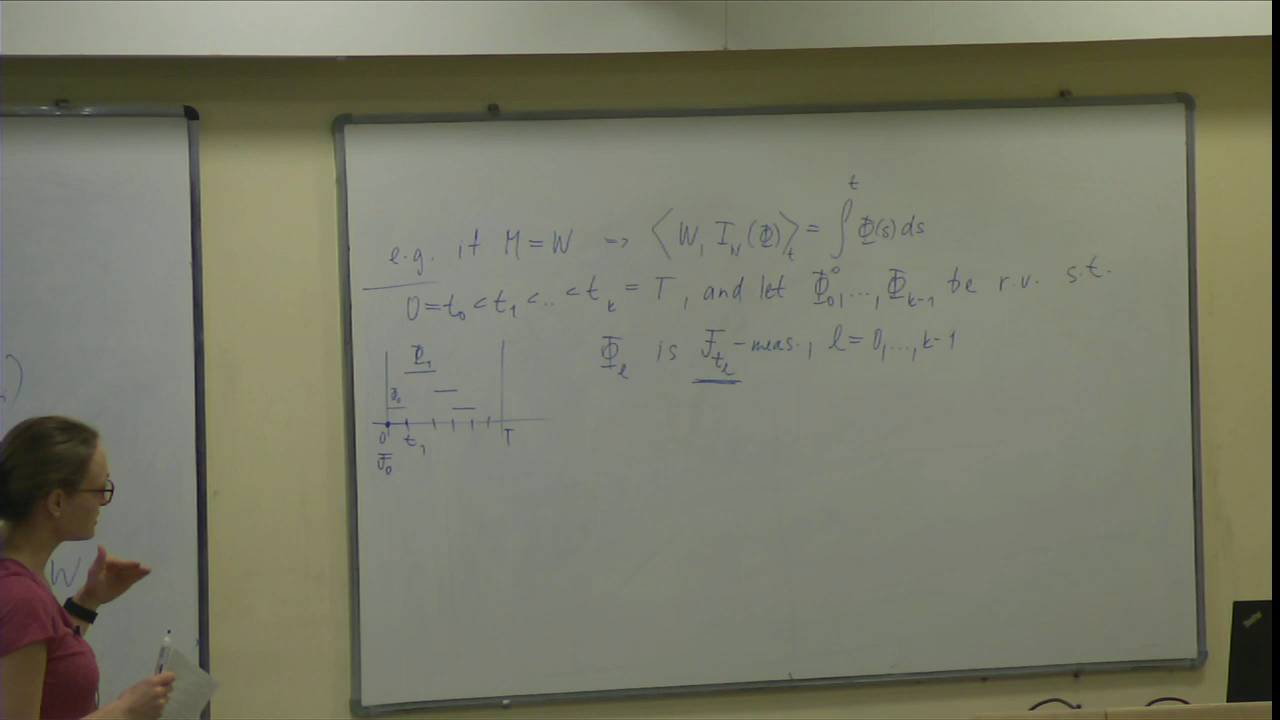 e.g. if M = W ⇒ ⟨W, I_W(Φ)⟩_t = ∫_0^t Φ(s) ds
0 = t_0 < t_1 < .. < t_k = T, and let Φ_0, ..., Φ_{k-1} be r.v. s.t.
Φ_l is F_{t_l} - meas., l = 0, ..., k-1
Φ_1
Φ_0
0 t_1 T
F_0
W